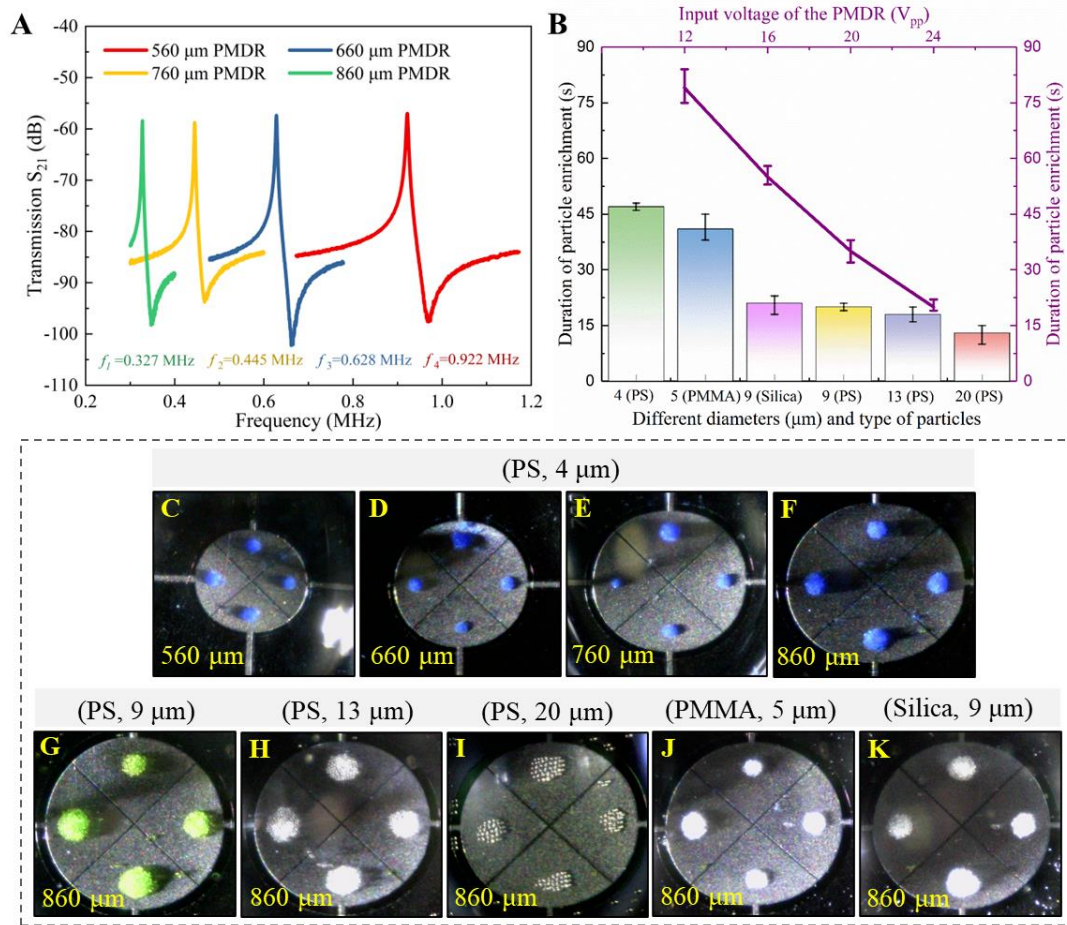 A
Transmission S21 (dB)
-40
-50
-60
-70
-80
-90
-100
-110
560 μm PMDR
660 μm PMDR
760 μm PMDR
860 μm PMDR
f1=0.327 MHz
f2=0.445 MHz
f3=0.628 MHz
f4=0.922 MHz
0.2 0.4 0.6 0.8 1.0 1.2
Frequency (MHz)
B
Input voltage of the PMDR (Vpp)
12 16 20 24
Duration of particle enrichment (s)
90
75
60
45
30
15
0
90
75
60
45
30
15
0
Duration of particle enrichment (s)
4 (PS) 5 (PMMA) 9 (Silica) 9 (PS) 13 (PS) 20 (PS)
Different diameters (μm) and type of particles
(PS, 4 μm)
C
560 μm
D
660 μm
E
760 μm
F
860 μm
(PS, 9 μm)
(PS, 13 μm)
(PS, 20 μm)
(PMMA, 5 μm)
(Silica, 9 μm)
G
860 μm
H
860 μm
I
860 μm
J
860 μm
K
860 μm